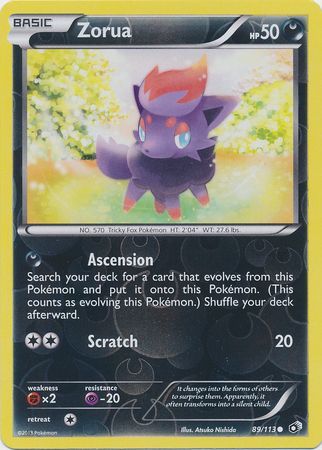 BASIC
Zorua
HP 50
NO. 570 Tricky Fox Pokémon HT: 2'04" WT: 27.6 lbs.
Ascension
Search your deck for a card that evolves from this
Pokémon and put it onto this Pokémon. (This
counts as evolving this Pokémon.) Shuffle your deck
afterward.
Scratch 20
weakness resistance
×2 -20
retreat
It changes into the forms of others
to surprise them. Apparently, it
often transforms into a silent child.
©2013 Pokémon
Illus. Atsuko Nishida
89/113